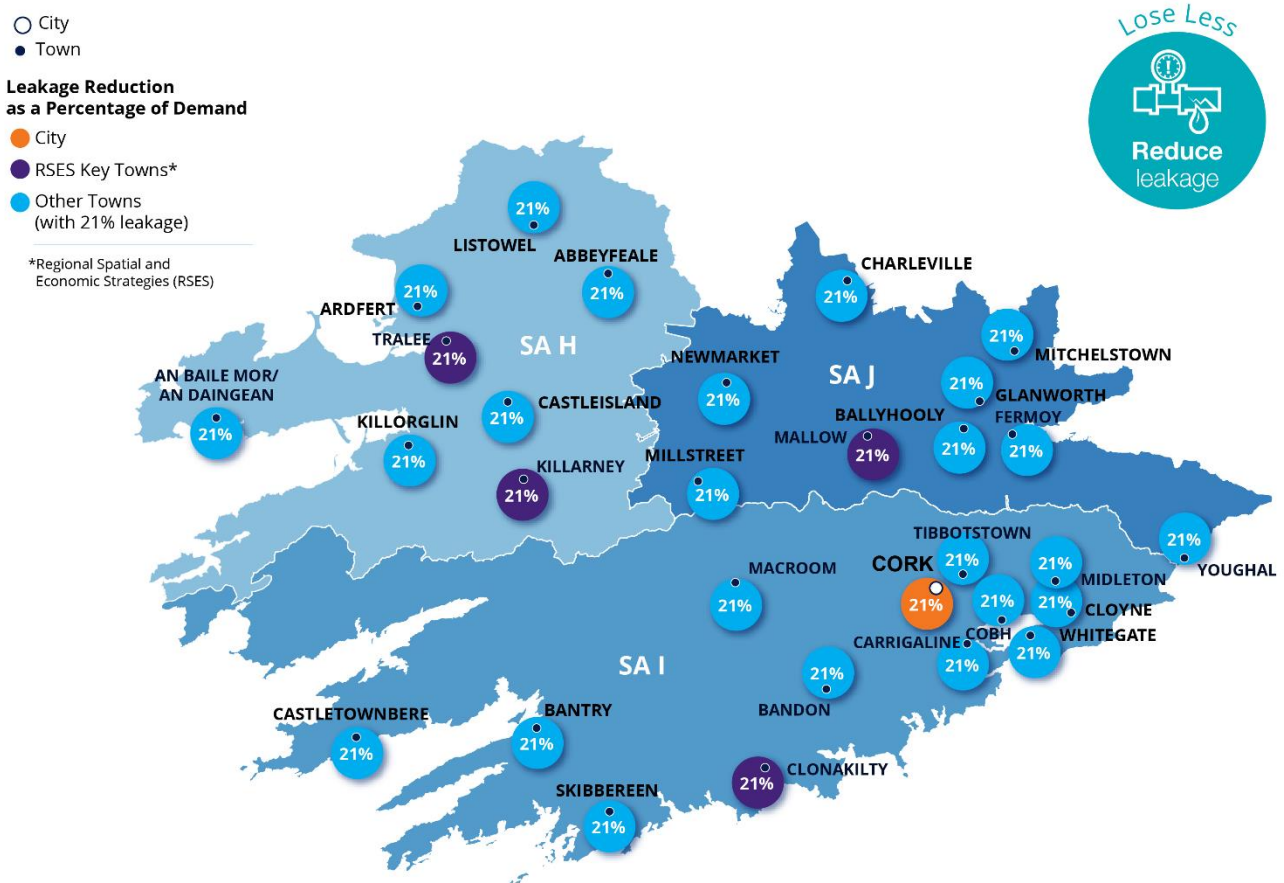 City
Town
Leakage Reduction
as a Percentage of Demand
City
RSES Key Towns*
Other Towns
(with 21% leakage)
*Regional Spatial and
Economic Strategies (RSES)
Lose Less
Reduce
leakage
21%
LISTOWEL
ABBEYFEALE
21%
21%
ARDFERT
TRALEE
21%
SA H
AN BAILE MOR/
AN DAINGEAN
21%
CASTLEISLAND
21%
KILLORGLIN
21%
KILLARNEY
21%
CHARLEVILLE
21%
21%
MITCHELSTOWN
NEWMARKET
21%
SA J
21%
GLANWORTH
BALLYHOOLY
21%
FERMOY
21%
MALLOW
21%
MILLSTREET
21%
TIBBOTSTOWN
21%
CORK
21%
21%
MIDLETON
21%
YOUGHAL
MACROOM
21%
21%
COBH
21%
CLOYNE
WHITEGATE
21%
CARRIGALINE
21%
SA I
21%
BANDON
CASTLETOWNBERE
21%
BANTRY
21%
CLONAKILTY
21%
SKIBBEREEN
21%